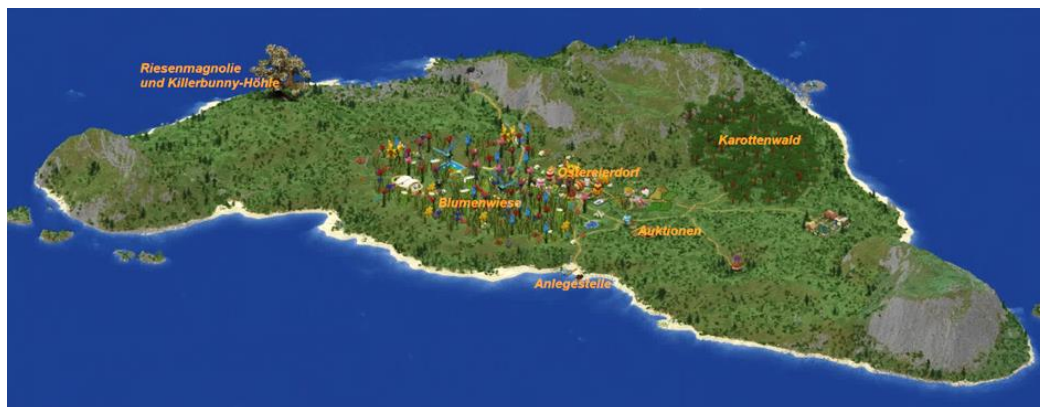 Riesenmagnolie
und Killerbunny-Höhle
Karottenwald
Ostereierdorf
Blumenwiese
Auktionen
Anlegestelle